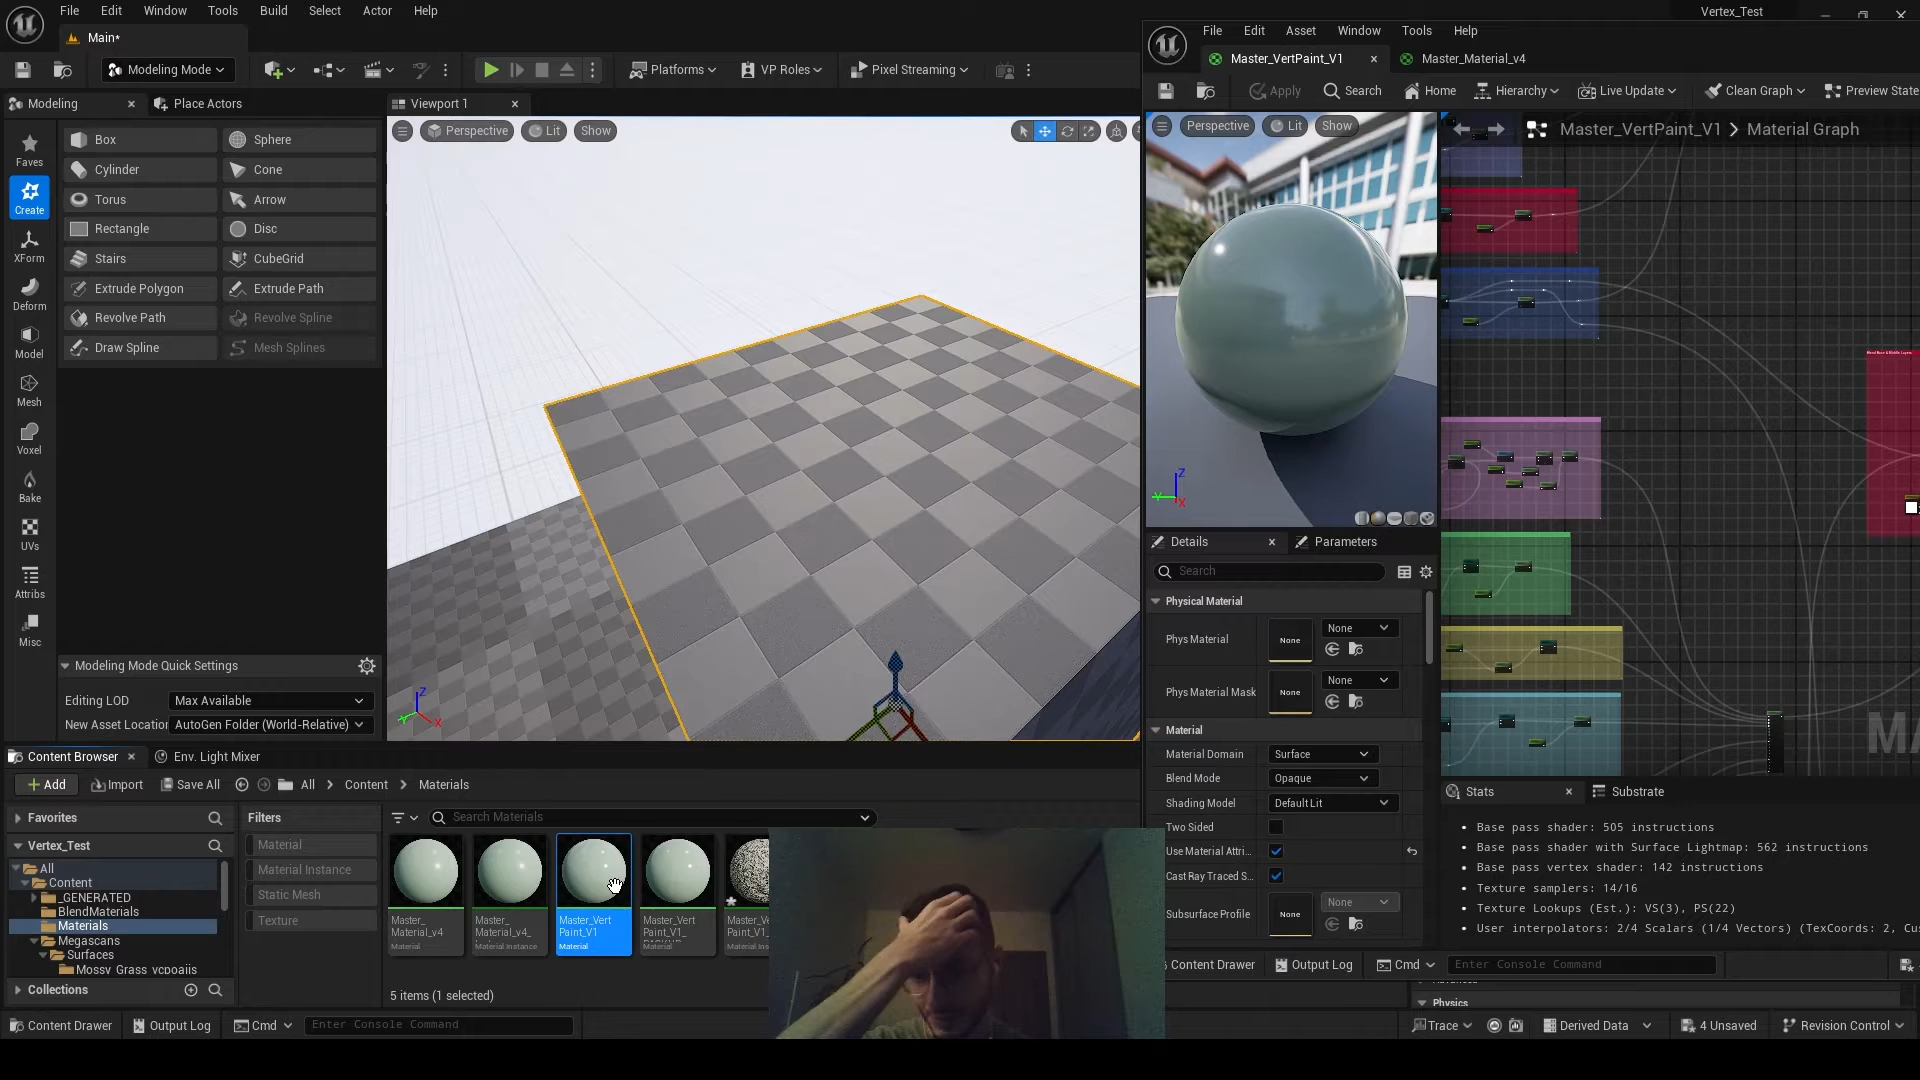 File Edit Window Tools Build Select Actor Help
Vertex_Test
Main*
Modeling Mode
Platforms
VP Roles
Pixel Streaming
Modeling
Place Actors
Viewport 1
Perspective
Lit
Show
Faves
Create
XForm
Deform
Model
Mesh
Voxel
Bake
UVs
Attribs
Misc
Box
Sphere
Cylinder
Cone
Torus
Arrow
Rectangle
Disc
Stairs
CubeGrid
Extrude Polygon
Extrude Path
Revolve Path
Revolve Spline
Draw Spline
Mesh Splines
Modeling Mode Quick Settings
Editing LOD
Max Available
New Asset Location
AutoGen Folder (World-Relative)
Z
X
File Edit Asset Window Tools Help
Master_VertPaint_V1
Master_Material_v4
Apply
Search
Home
Hierarchy
Live Update
Clean Graph
Preview State
Perspective
Lit
Show
Master_VertPaint_V1 > Material Graph
Z
Y
X
Details
Parameters
Search
Physical Material
Phys Material
None
None
Phys Material Mask
None
None
Material
Material Domain
Surface
Blend Mode
Opaque
Shading Model
Default Lit
Two Sided
Use Material Attri...
Cast Ray Traced S...
Subsurface Profile
None
None
Stats
Substrate
Base pass shader: 505 instructions
Base pass shader with Surface Lightmap: 562 instructions
Base pass vertex shader: 142 instructions
Texture samplers: 14/16
Texture Lookups (Est.): VS(3), PS(22)
User interpolators: 2/4 Scalars (1/4 Vectors) (TexCoords: 2, Cus
Content Drawer
Output Log
Cmd
Enter Console Command
Physics
Content Browser
Env. Light Mixer
Add
Import
Save All
All > Content > Materials
Favorites
Vertex_Test
All
Content
_GENERATED
BlendMaterials
Materials
Megascans
Surfaces
Mossy_Grass_vcpoaiis
Collections
Filters
Material
Material Instance
Static Mesh
Texture
Search Materials
Master_
Material_v4
Material
Master_
Material_v4_
Material Instance
Master_Vert
Paint_V1
Material
Master_Vert
Paint_V1_
Material
Master_Ve
Paint_V1_
Material Ins
5 items (1 selected)
Content Drawer
Output Log
Cmd
Enter Console Command
Trace
Derived Data
4 Unsaved
Revision Control